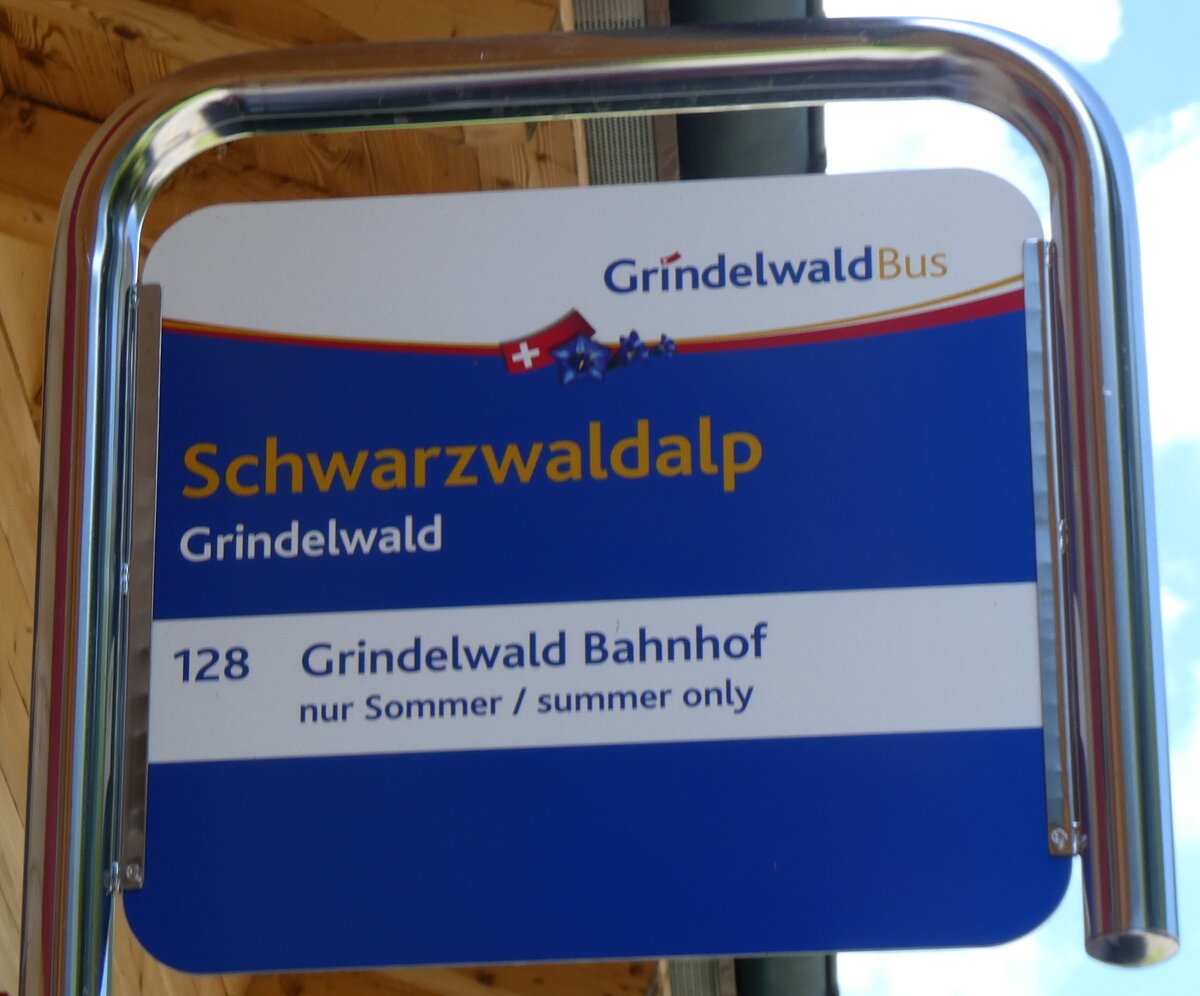 GrindelwaldBus
Schwarzwaldalp
Grindelwald
128 Grindelwald Bahnhof
nur Sommer / summer only